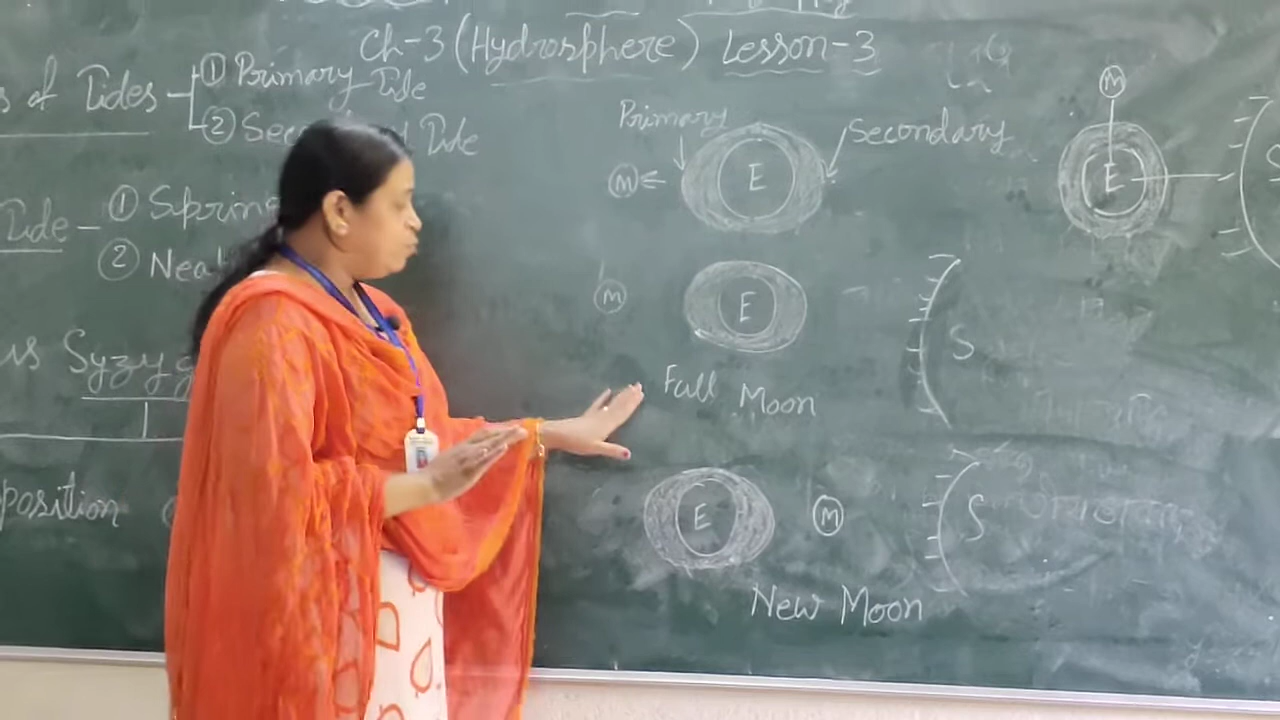 Ch-3 (Hydrosphere) Lesson-3
s of Tides - ① Primary Tide
② Sec Tide
Tide - ① Spring
② Nea
us Syzyg
position
Primary
Secondary
M E
M
E
S
M E S
Full Moon
E M S
New Moon